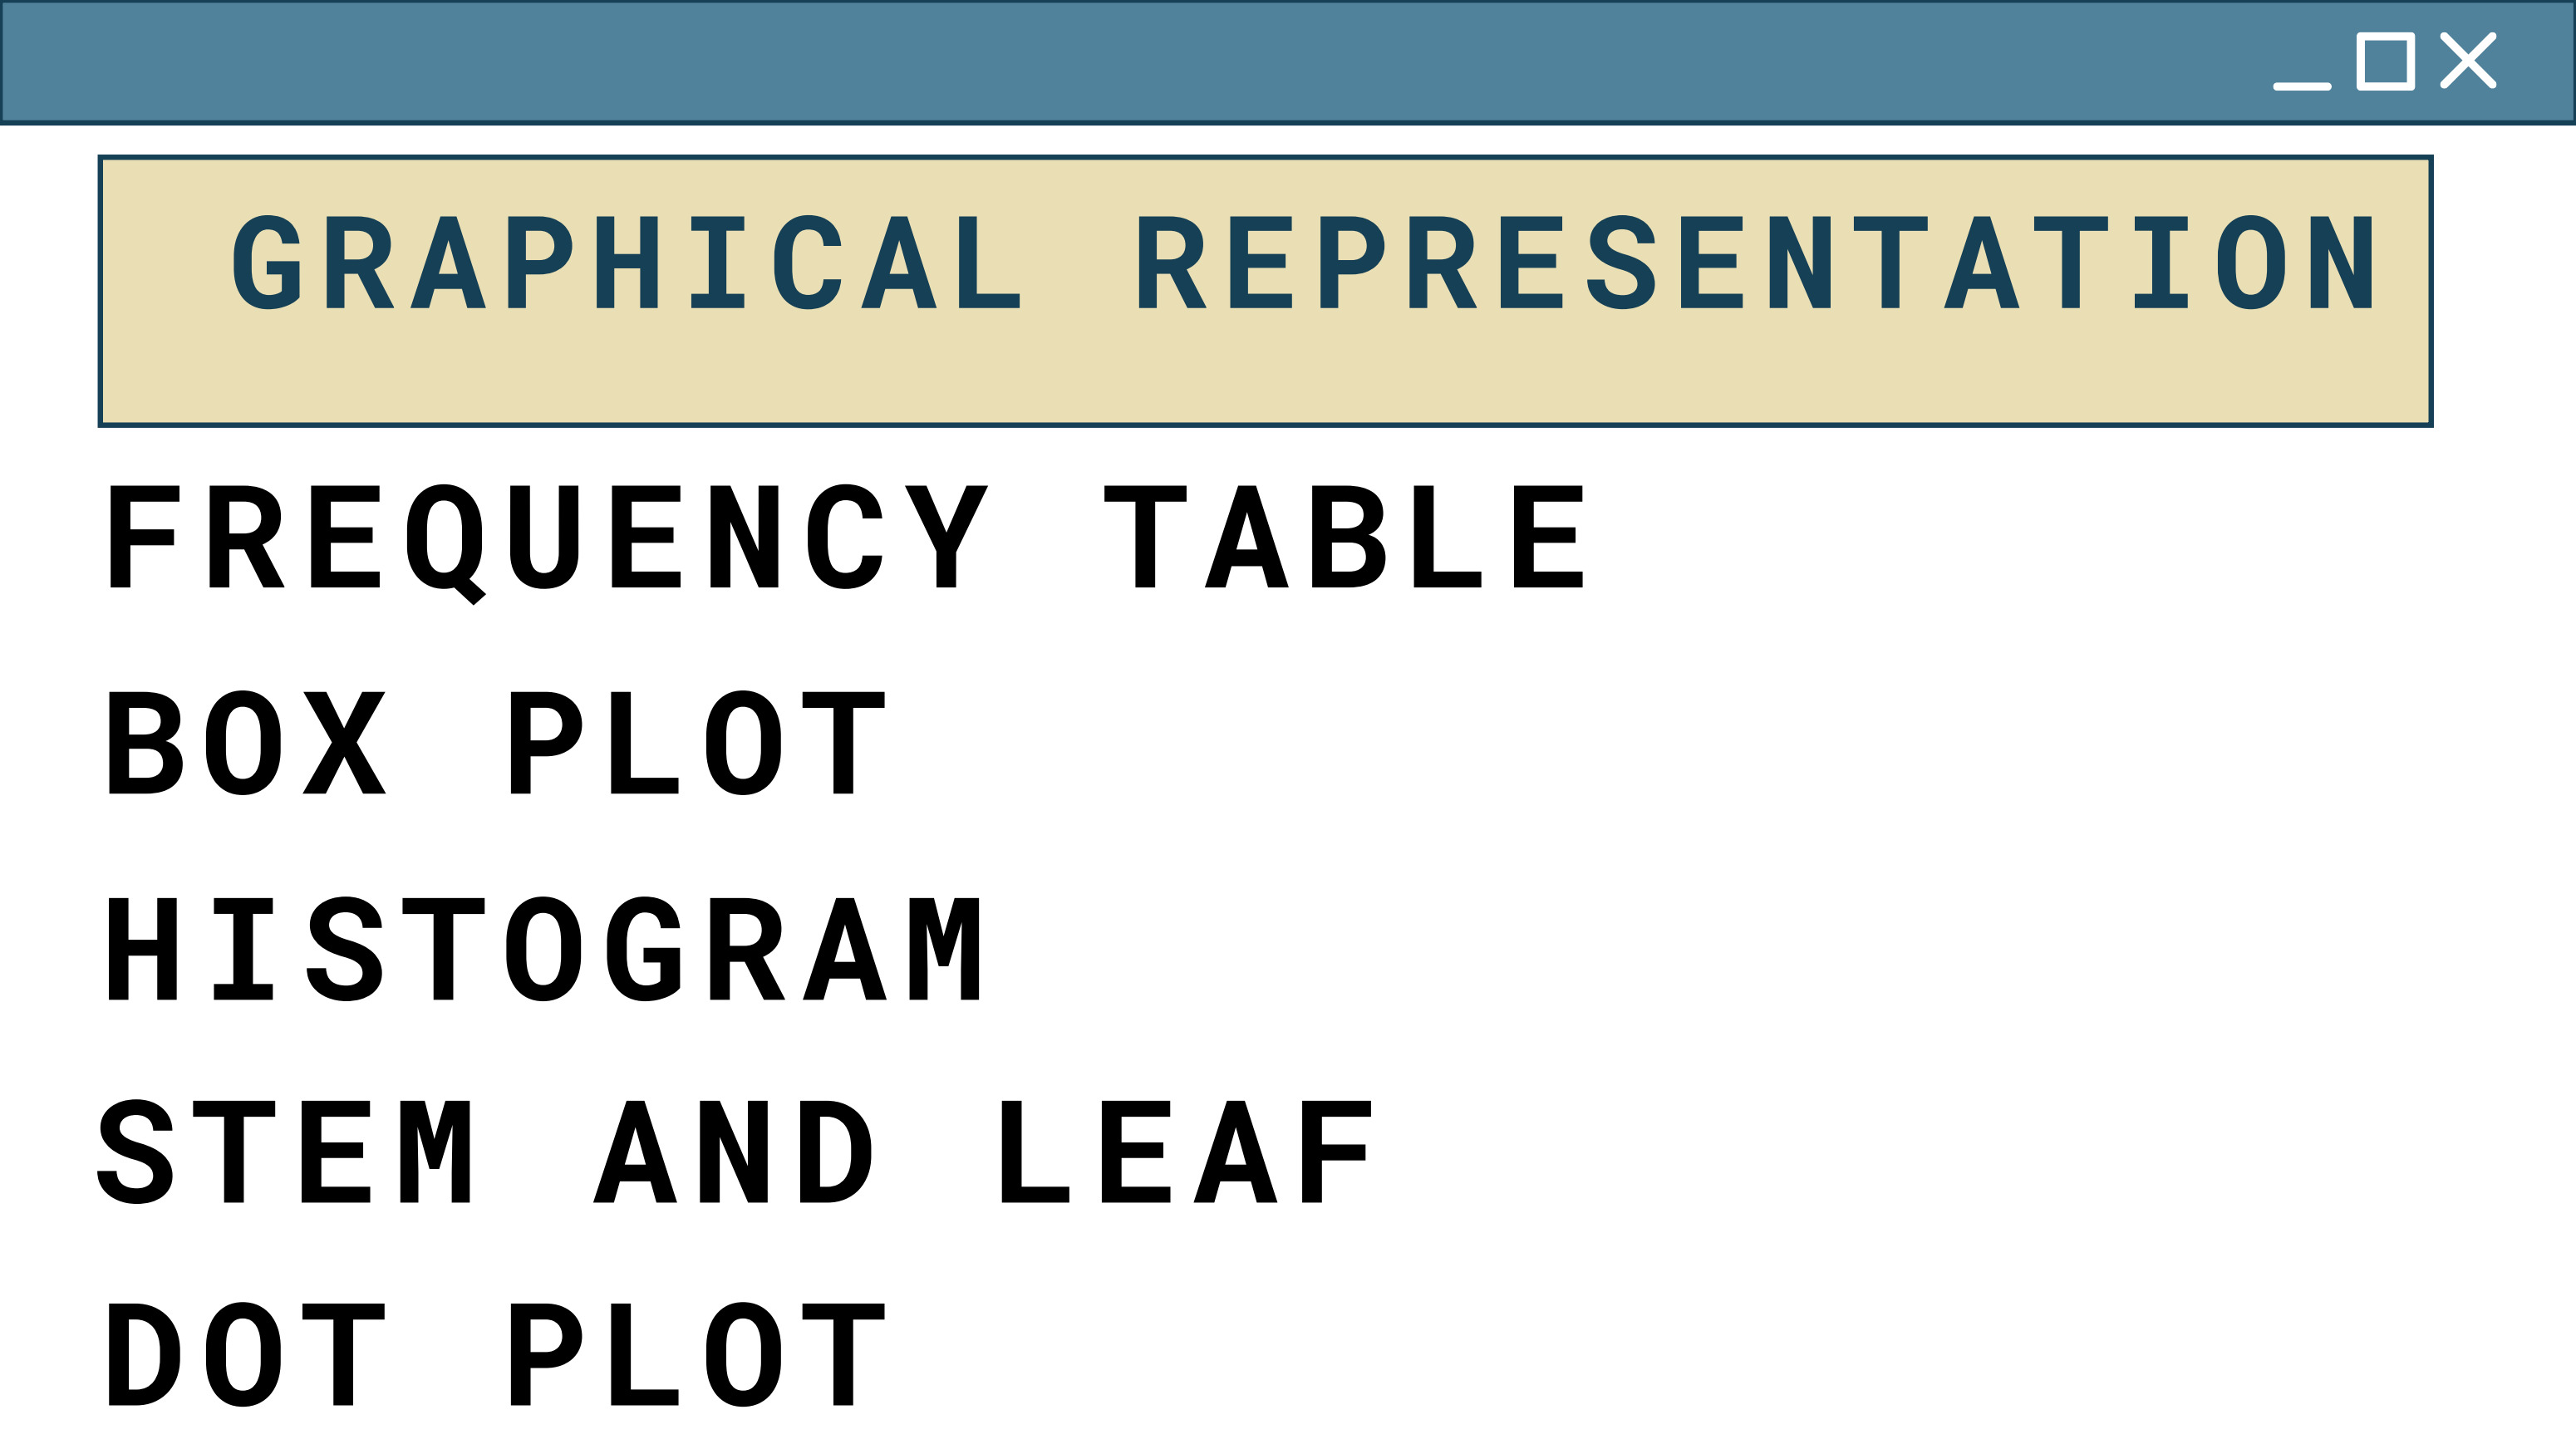 GRAPHICAL REPRESENTATION
FREQUENCY TABLE
BOX PLOT
HISTOGRAM
STEM AND LEAF
DOT PLOT